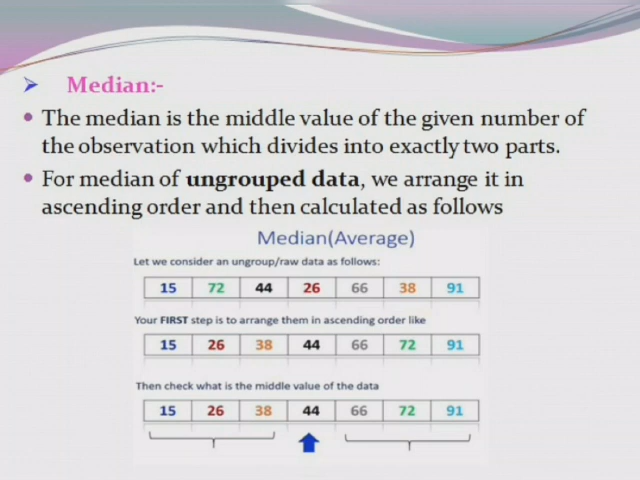 Median:-
The median is the middle value of the given number of
the observation which divides into exactly two parts.
For median of ungrouped data, we arrange it in
ascending order and then calculated as follows
Median(Average)
Let we consider an ungroup/raw data as follows:
15 72 44 26 66 38 91
Your FIRST step is to arrange them in ascending order like
15 26 38 44 66 72 91
Then check what is the middle value of the data
15 26 38 44 66 72 91